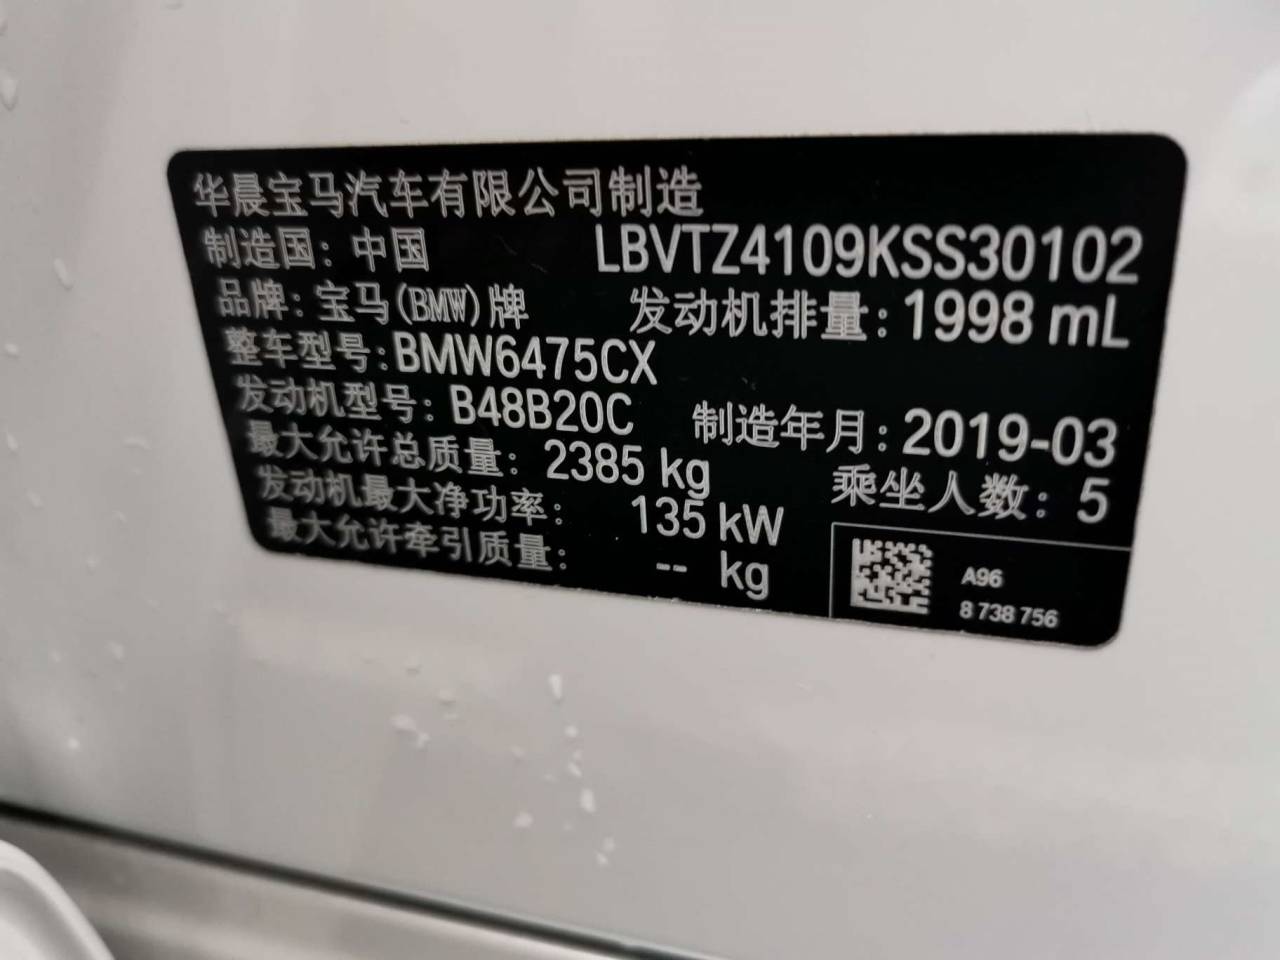 华晨宝马汽车有限公司制造
制造国：中国 LBVTZ4109KSS30102
品牌：宝马(BMW)牌 发动机排量：1998 mL
整车型号:BMW6475CX
发动机型号：B48B20C 制造年月：2019-03
最大允许总质量：2385 kg 乘坐人数：5
发动机最大净功率：135 kW
最大允许牵引质量：-- kg
A96
8 738 756